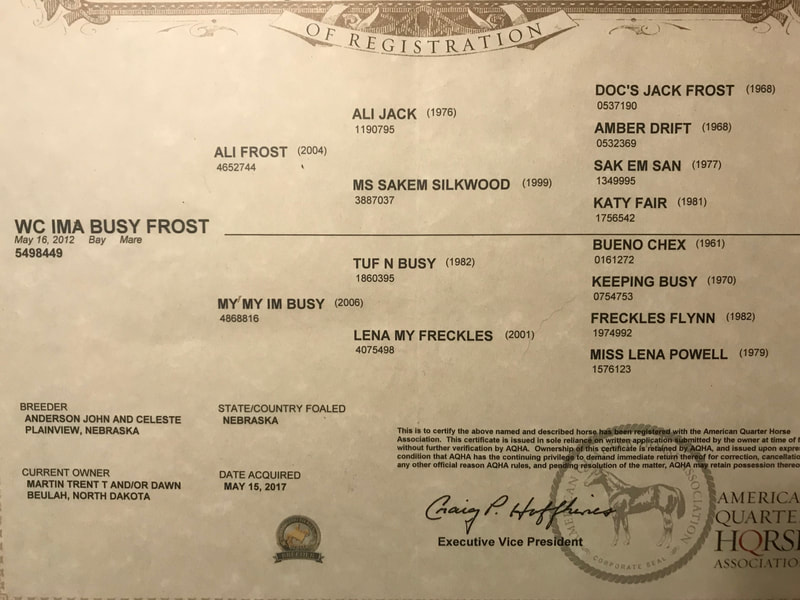 OF REGISTRATION
DOC'S JACK FROST (1968)
0537190
ALI JACK (1976)
1190795
AMBER DRIFT (1968)
0532369
ALI FROST (2004)
4652744
SAK EM SAN (1977)
1349995
MS SAKEM SILKWOOD (1999)
3887037
KATY FAIR (1981)
1756542
WC IMA BUSY FROST
May 16, 2012 Bay Mare
5498449
BUENO CHEX (1961)
0161272
TUF N BUSY (1982)
1860395
KEEPING BUSY (1970)
0754753
MY MY IM BUSY (2006)
4868816
FRECKLES FLYNN (1982)
1974992
LENA MY FRECKLES (2001)
4075498
MISS LENA POWELL (1979)
1576123
BREEDER
ANDERSON JOHN AND CELESTE
PLAINVIEW, NEBRASKA
STATE/COUNTRY FOALED
NEBRASKA
CURRENT OWNER
MARTIN TRENT T AND/OR DAWN
BEULAH, NORTH DAKOTA
DATE ACQUIRED
MAY 15, 2017
This is to certify the above named and described horse has been registered with the American Quarter Horse
Association. This certificate is issued in sole reliance on written application submitted by the owner at time of
without further verification by AQHA. Ownership of this certificate is retained by AQHA, and issued upon expre
condition that AQHA has the continuing privilege to demand immediate return thereof for correction, cancellatio
any other official reason AQHA rules, and pending resolution of the matter, AQHA may retain possession thereo
Craig P. Huffhines
Executive Vice President
CORPORATE SEAL
ASSOCIATION
AMERICA
QUARTE
HORS
ASSOCIATIO